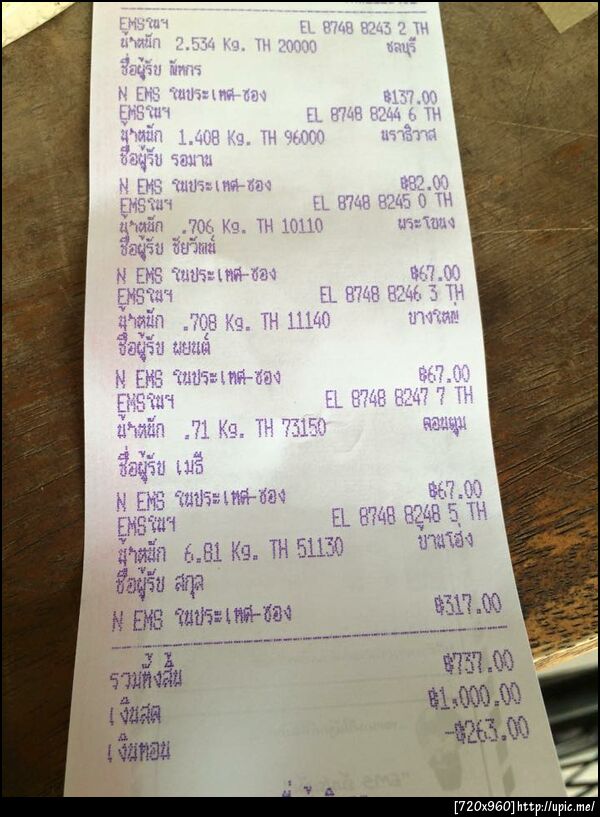 EMSในฯ EL 8748 8243 2 TH
น้ำหนัก 2.534 Kg. TH 20000 ชลบุรี
ชื่อผู้รับ พัทกร
N EMS ในประเทศ-ซอง ฿137.00
EMSในฯ EL 8748 8244 6 TH
น้ำหนัก 1.408 Kg. TH 96000 นราธิวาส
ชื่อผู้รับ รอมาน
N EMS ในประเทศ-ซอง ฿82.00
EMSในฯ EL 8748 8245 0 TH
น้ำหนัก .706 Kg. TH 10110 พระโขนง
ชื่อผู้รับ ชัยวัฒน์
N EMS ในประเทศ-ซอง ฿67.00
EMSในฯ EL 8748 8246 3 TH
น้ำหนัก .708 Kg. TH 11140 บางใหญ่
ชื่อผู้รับ ผยนต์
N EMS ในประเทศ-ซอง ฿67.00
EMSในฯ EL 8748 8247 7 TH
น้ำหนัก .71 Kg. TH 73150 ดอนตูม
ชื่อผู้รับ เมธี
N EMS ในประเทศ-ซอง ฿67.00
EMSในฯ EL 8748 8248 5 TH
น้ำหนัก 6.81 Kg. TH 51130 บ้านโฮ่ง
ชื่อผู้รับ สกุล
N EMS ในประเทศ-ซอง ฿317.00
รวมทั้งสิ้น ฿737.00
เงินสด ฿1,000.00
เงินทอน -฿263.00
[720x960]http://upic.me/